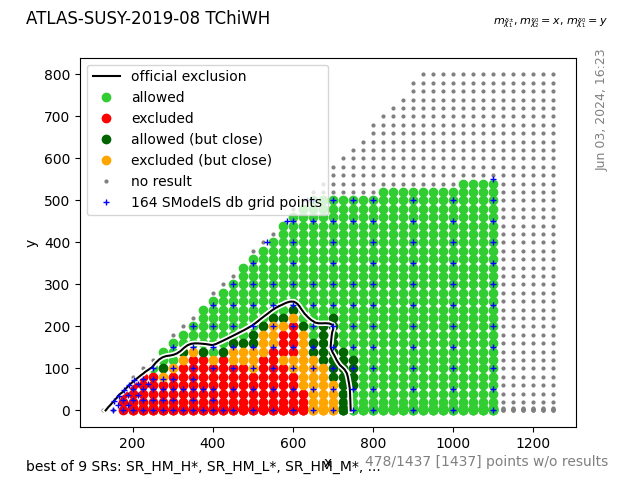 ATLAS-SUSY-2019-08 TChiWH
m_{χ̃₁^±}, m_{χ̃₂^0} = x, m_{χ̃₁^0} = y
official exclusion
allowed
excluded
allowed (but close)
excluded (but close)
no result
164 SModelS db grid points
800
700
600
500
400
300
200
100
0
y
200
400
600
800
1000
1200
x
Jun 03, 2024, 16:23
best of 9 SRs: SR_HM_H*, SR_HM_L*, SR_HM_M*, ...
478/1437 [1437] points w/o results